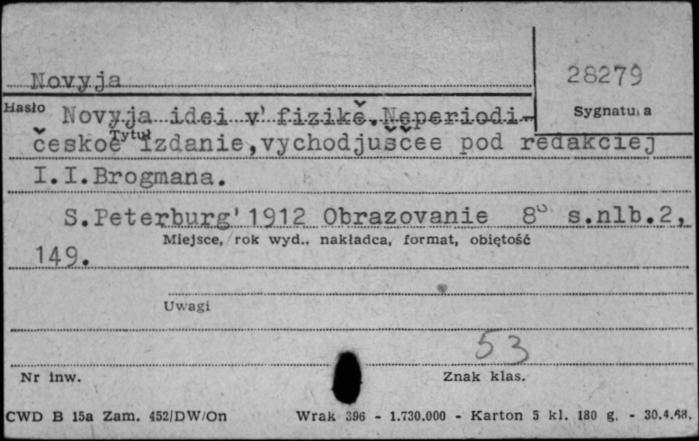 Novyja
28279
Hasło
Sygnatura
Novyja idei v' fizikě.Neperiodi-
českoe izdanie,vychodjuščee pod redakciej
Tytuł
I.I.Brogmana.
S.Peterburg' 1912 Obrazovanie 8° s.nlb.2,
Miejsce, rok wyd., nakładca, format, objętość
149.
Uwagi
53
Nr inw.
Znak klas.
CWD B 15a Zam. 452/DW/On Wrak 396 - 1.730.000 - Karton 5 kl. 180 g. - 30.4.48.